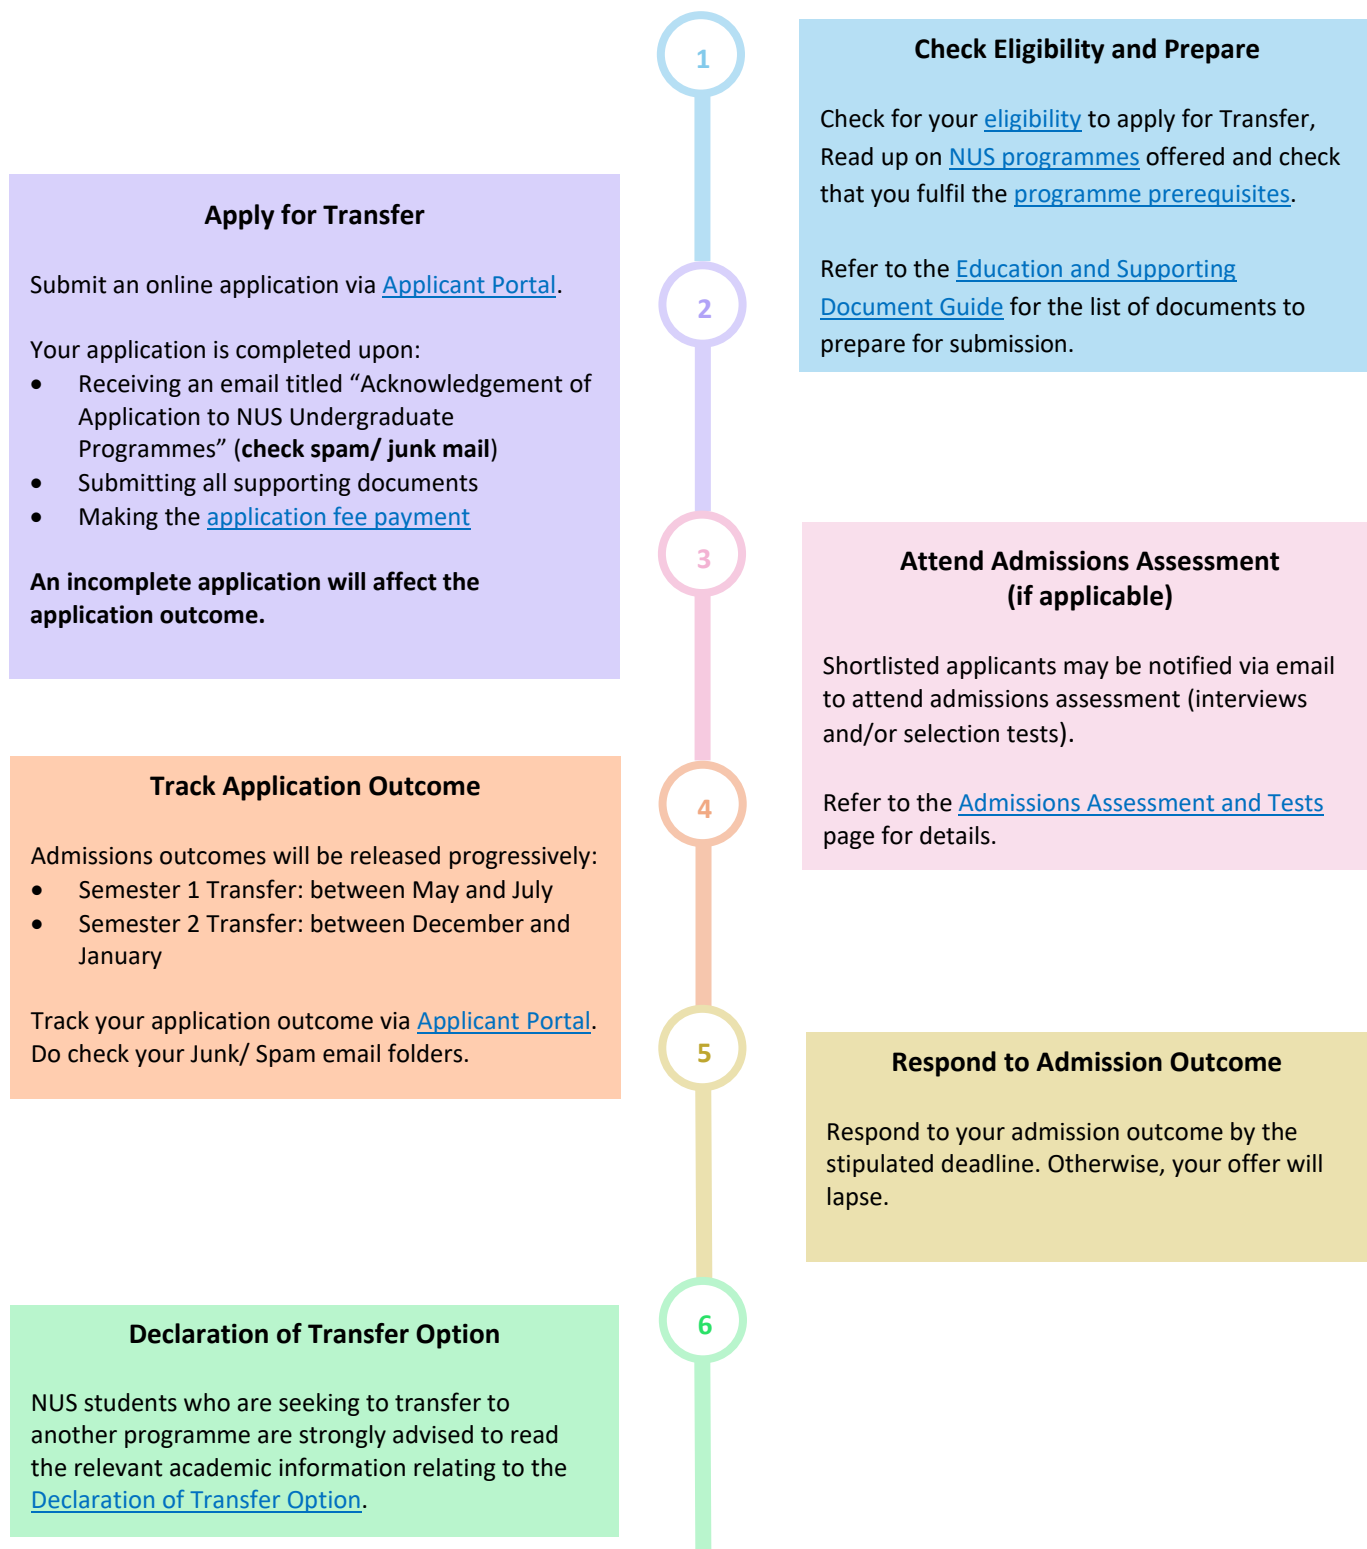 1
Check Eligibility and Prepare
Check for your eligibility to apply for Transfer,
Read up on NUS programmes offered and check
that you fulfil the programme prerequisites.
Refer to the Education and Supporting
Document Guide for the list of documents to
prepare for submission.
2
Apply for Transfer
Submit an online application via Applicant Portal.
Your application is completed upon:
• Receiving an email titled “Acknowledgement of
Application to NUS Undergraduate
Programmes” (check spam/ junk mail)
• Submitting all supporting documents
• Making the application fee payment
An incomplete application will affect the
application outcome.
3
Attend Admissions Assessment
(if applicable)
Shortlisted applicants may be notified via email
to attend admissions assessment (interviews
and/or selection tests).
Refer to the Admissions Assessment and Tests
page for details.
4
Track Application Outcome
Admissions outcomes will be released progressively:
• Semester 1 Transfer: between May and July
• Semester 2 Transfer: between December and
January
Track your application outcome via Applicant Portal.
Do check your Junk/ Spam email folders.
5
Respond to Admission Outcome
Respond to your admission outcome by the
stipulated deadline. Otherwise, your offer will
lapse.
6
Declaration of Transfer Option
NUS students who are seeking to transfer to
another programme are strongly advised to read
the relevant academic information relating to the
Declaration of Transfer Option.